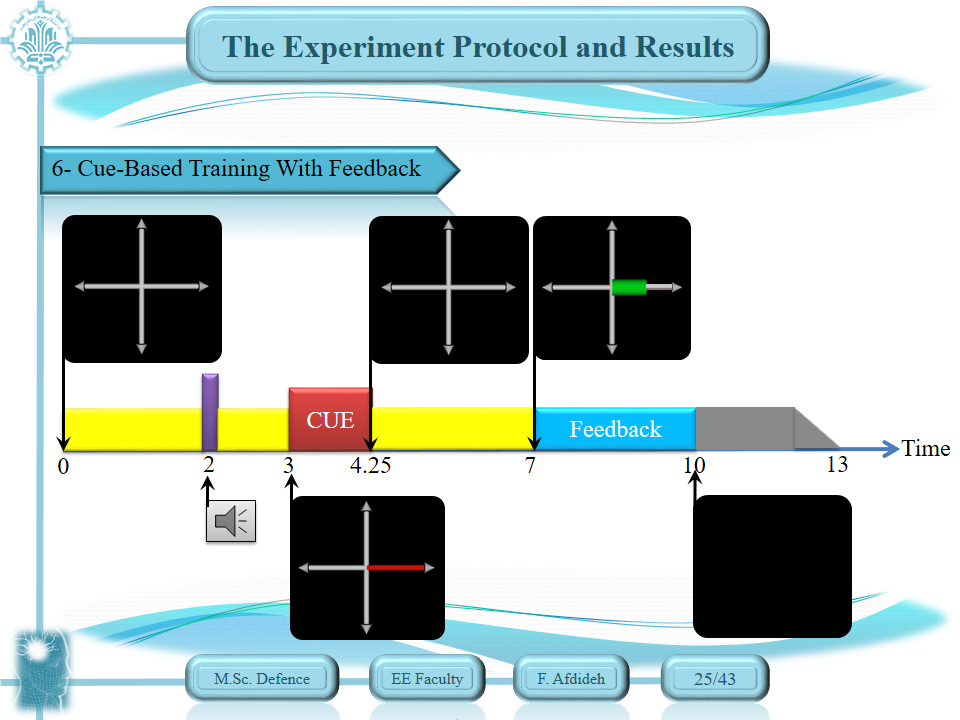 The Experiment Protocol and Results
6- Cue-Based Training With Feedback
CUE
Feedback
Time
0
2
3
4.25
7
10
13
M.Sc. Defence
EE Faculty
F. Afdideh
25/43